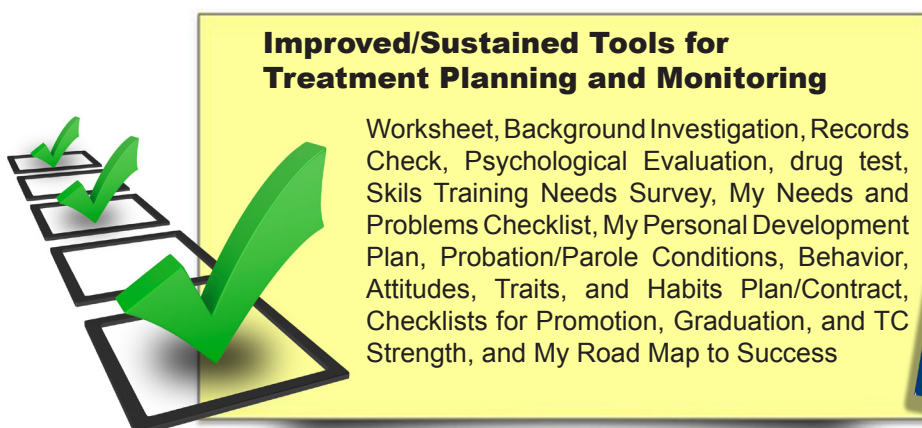 Improved/Sustained Tools for
Treatment Planning and Monitoring
Worksheet, Background Investigation, Records
Check, Psychological Evaluation, drug test,
Skils Training Needs Survey, My Needs and
Problems Checklist, My Personal Development
Plan, Probation/Parole Conditions, Behavior,
Attitudes, Traits, and Habits Plan/Contract,
Checklists for Promotion, Graduation, and TC
Strength, and My Road Map to Success